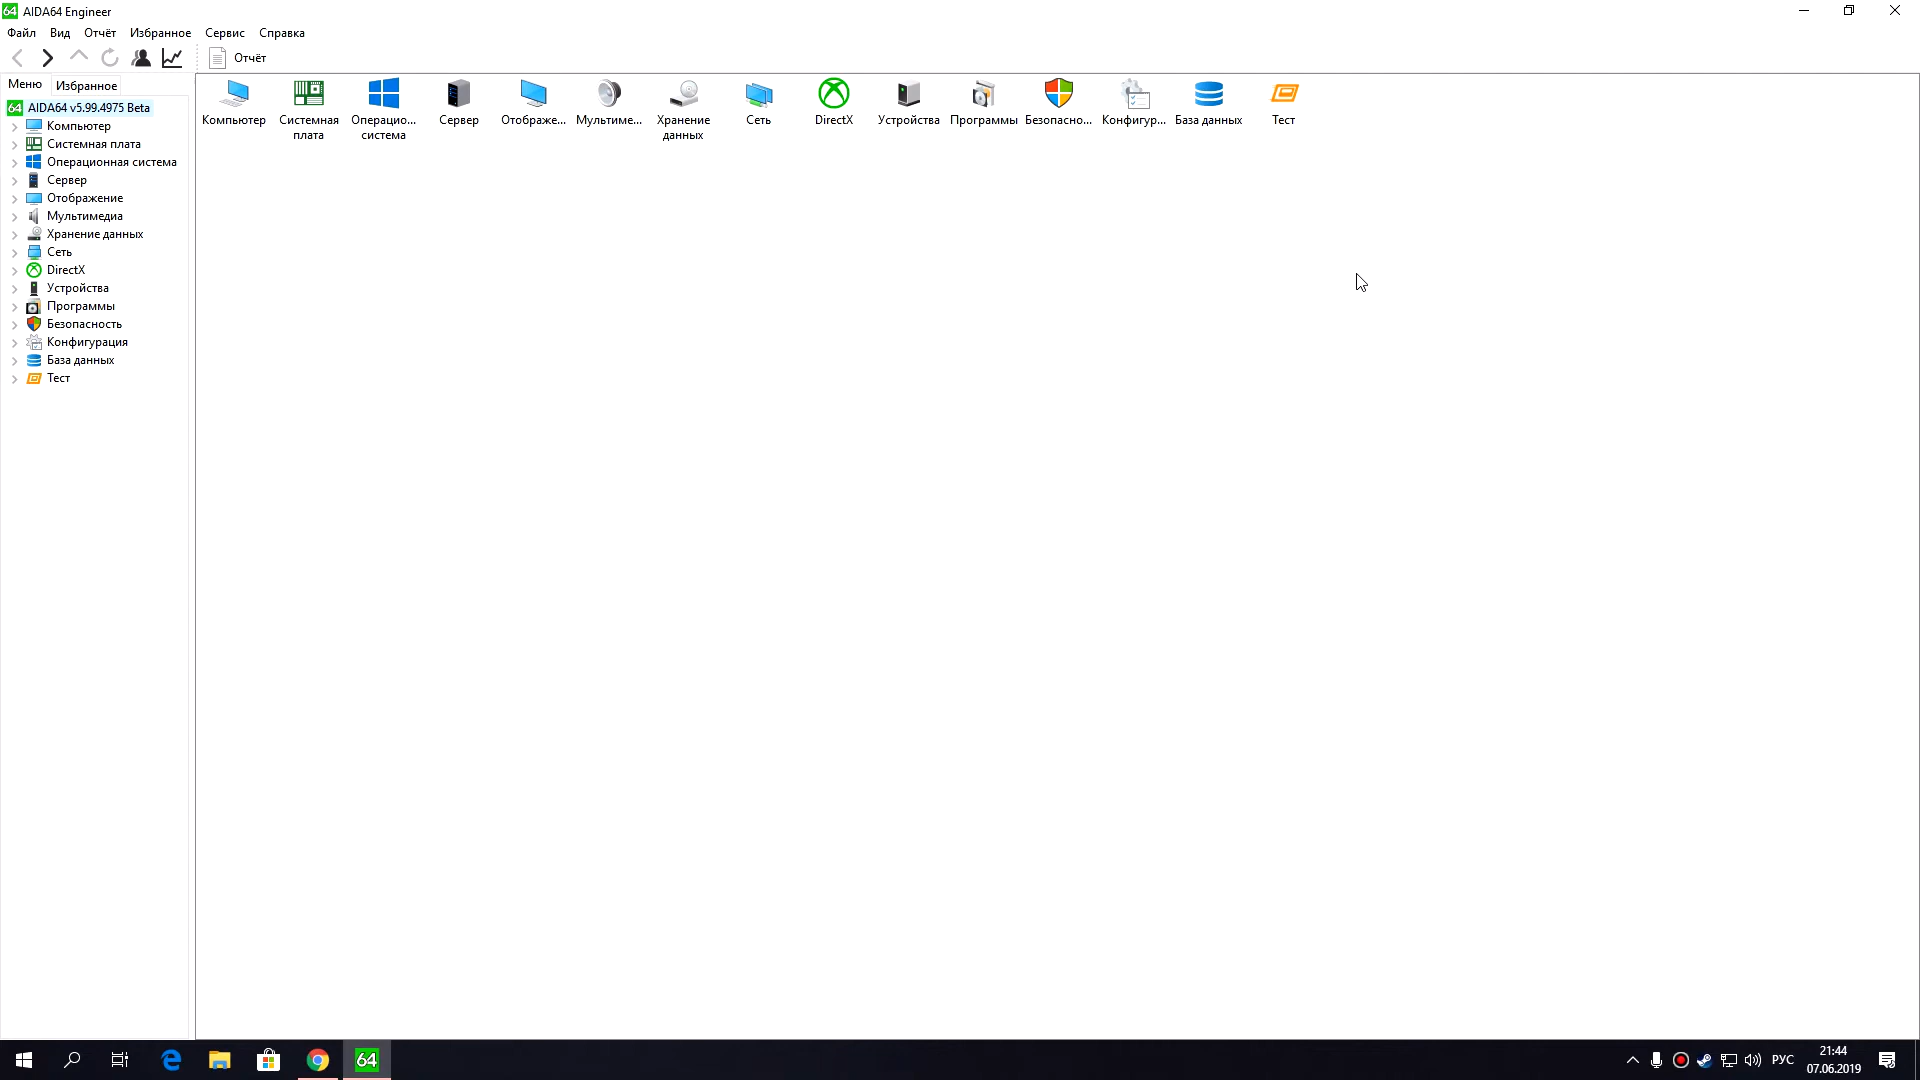 64 AIDA64 Engineer
Файл Вид Отчёт Избранное Сервис Справка
Отчёт
Меню Избранное
64 AIDA64 v5.99.4975 Beta
Компьютер
Системная плата
Операционная система
Сервер
Отображение
Мультимедиа
Хранение данных
Сеть
DirectX
Устройства
Программы
Безопасность
Конфигурация
База данных
Тест
Компьютер
Системная
плата
Операцио...
система
Сервер
Отображе...
Мультиме...
Хранение
данных
Сеть
DirectX
Устройства
Программы
Безопасно...
Конфигур...
База данных
Тест
64
РУС
21:44
07.06.2019